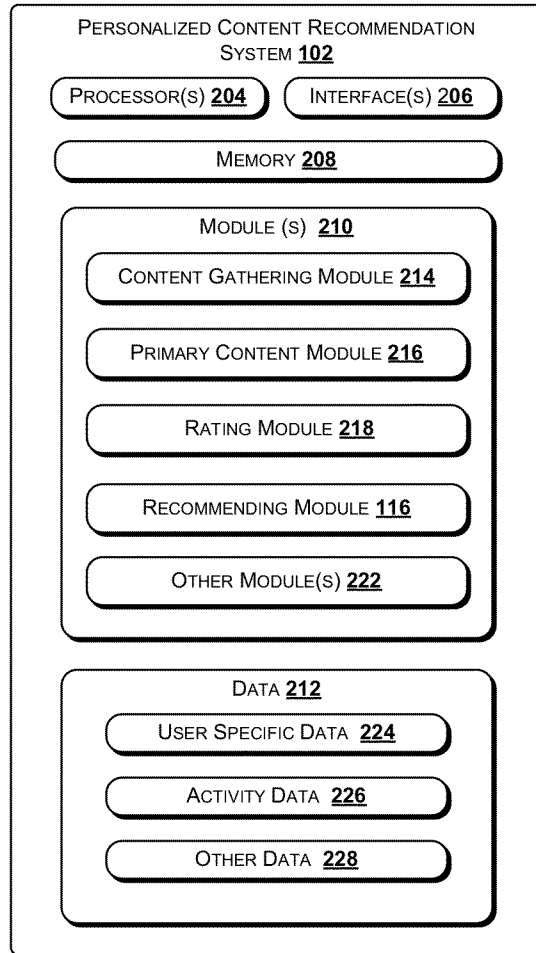 PERSONALIZED CONTENT RECOMMENDATION
SYSTEM 102
PROCESSOR(S) 204
INTERFACE(S) 206
MEMORY 208
MODULE (S) 210
CONTENT GATHERING MODULE 214
PRIMARY CONTENT MODULE 216
RATING MODULE 218
RECOMMENDING MODULE 116
OTHER MODULE(S) 222
DATA 212
USER SPECIFIC DATA 224
ACTIVITY DATA 226
OTHER DATA 228